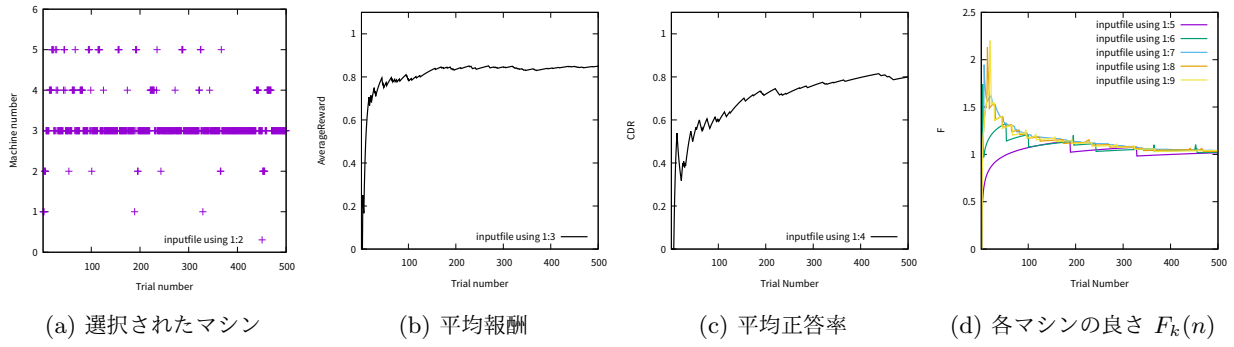 6
5
4
3
2
1
0
Machine number
100 200 300 400 500
Trial number
inputfile using 1:2
(a) 選択されたマシン
1
0.8
0.6
0.4
0.2
0
AverageReward
100 200 300 400 500
Trial number
inputfile using 1:3
(b) 平均報酬
1
0.8
0.6
0.4
0.2
0
CDR
100 200 300 400 500
Trial Number
inputfile using 1:4
(c) 平均正答率
2.5
2
1.5
1
0.5
0
F
100 200 300 400 500
Trial Number
inputfile using 1:5
inputfile using 1:6
inputfile using 1:7
inputfile using 1:8
inputfile using 1:9
(d) 各マシンの良さ Fₖ(n)